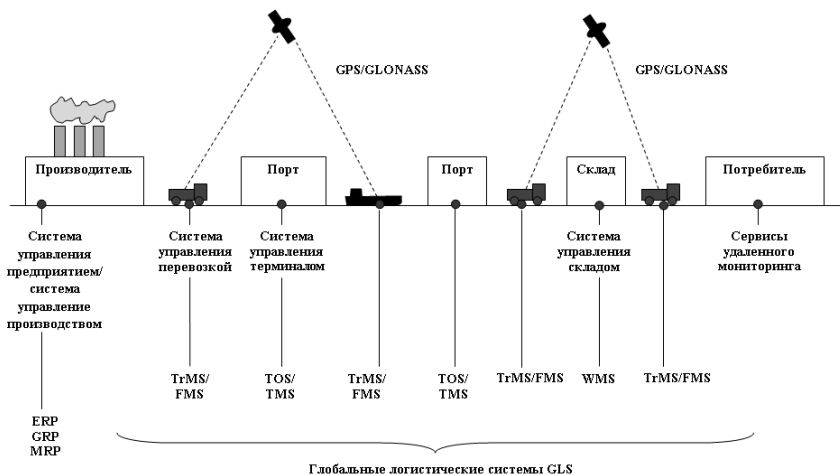 GPS/GLONASS
GPS/GLONASS
Производитель
Порт
Порт
Склад
Потребитель
Система
управления
предприятием/
система
управление
производством
Система
управления
перевозкой
Система
управления
терминалом
Система
управления
складом
Сервисы
удаленного
мониторинга
TrMS/
FMS
TOS/
TMS
TrMS/
FMS
TOS/
TMS
TrMS/FMS
WMS
TrMS/FMS
ERP
GRP
MRP
Глобальные логистические системы GLS